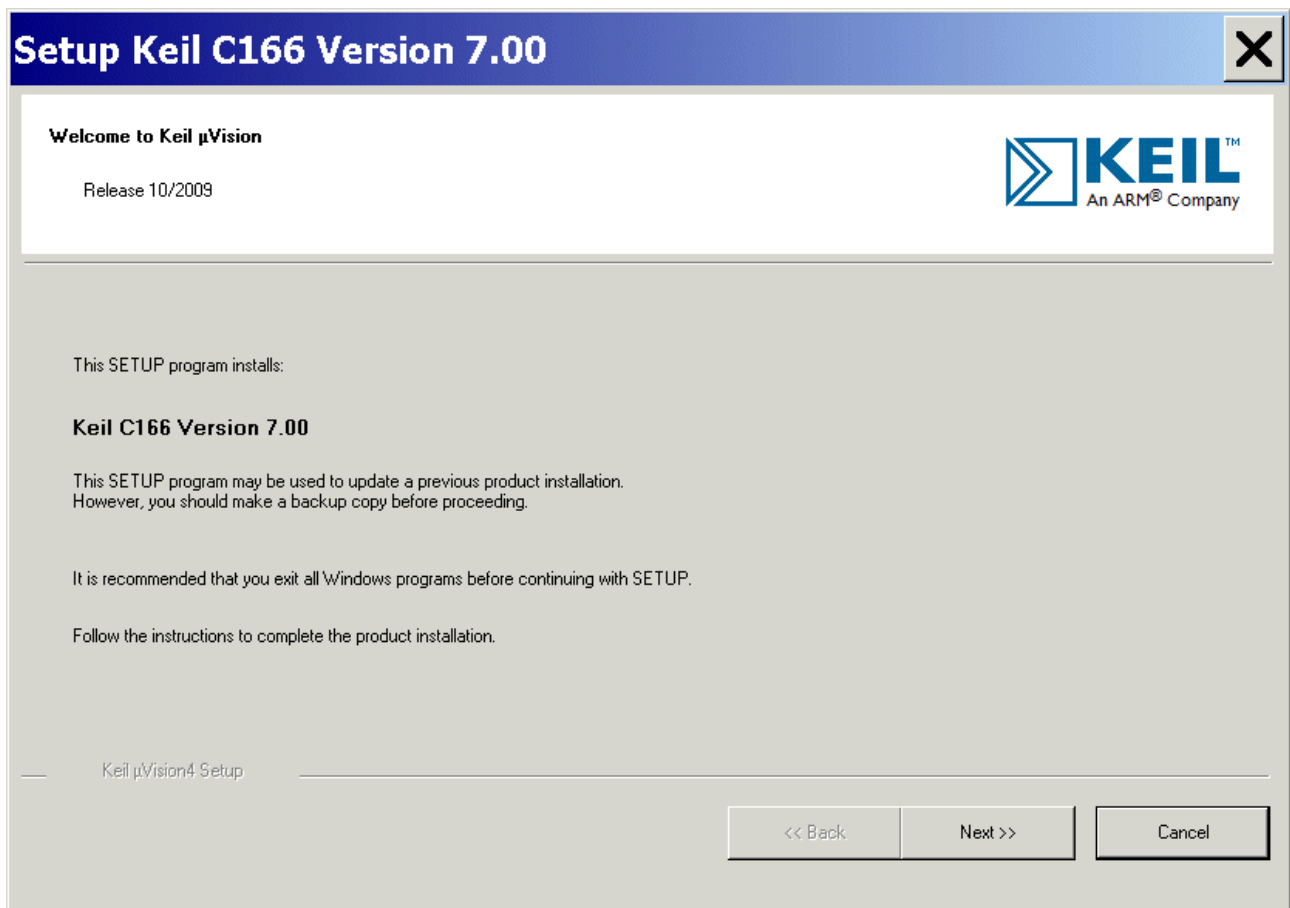 Setup Keil C166 Version 7.00
Welcome to Keil µVision
Release 10/2009
KEIL™
An ARM® Company
This SETUP program installs:
Keil C166 Version 7.00
This SETUP program may be used to update a previous product installation.
However, you should make a backup copy before proceeding.
It is recommended that you exit all Windows programs before continuing with SETUP.
Follow the instructions to complete the product installation.
Keil µVision4 Setup
<< Back
Next >>
Cancel